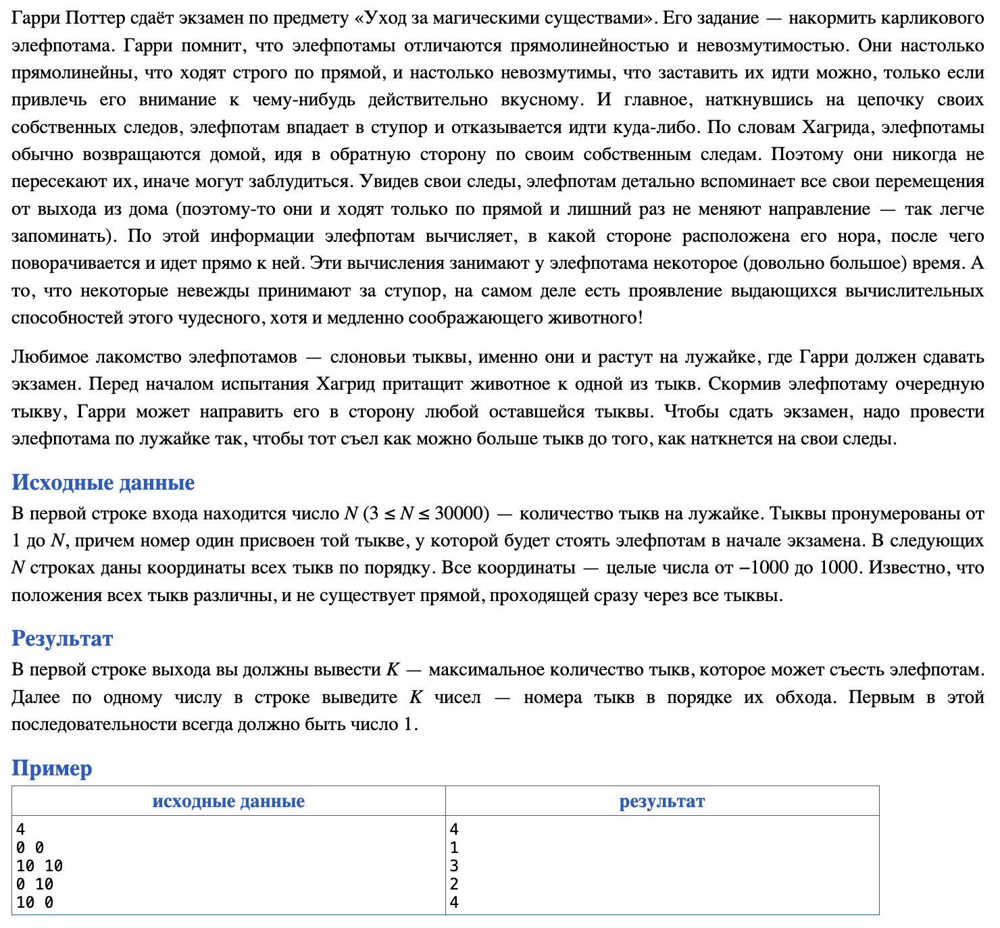 Гарри Поттер сдаёт экзамен по предмету «Уход за магическими существами». Его задание — накормить карликового
элефпотама. Гарри помнит, что элефпотамы отличаются прямолинейностью и невозмутимостью. Они настолько
прямолинейны, что ходят строго по прямой, и настолько невозмутимы, что заставить их идти можно, только если
привлечь его внимание к чему-нибудь действительно вкусному. И главное, наткнувшись на цепочку своих
собственных следов, элефпотам впадает в ступор и отказывается идти куда-либо. По словам Хагрида, элефпотамы
обычно возвращаются домой, идя в обратную сторону по своим собственным следам. Поэтому они никогда не
пересекают их, иначе могут заблудиться. Увидев свои следы, элефпотам детально вспоминает все свои перемещения
от выхода из дома (поэтому-то они и ходят только по прямой и лишний раз не меняют направление — так легче
запоминать). По этой информации элефпотам вычисляет, в какой стороне расположена его нора, после чего
поворачивается и идет прямо к ней. Эти вычисления занимают у элефпотама некоторое (довольно большое) время. А
то, что некоторые невежды принимают за ступор, на самом деле есть проявление выдающихся вычислительных
способностей этого чудесного, хотя и медленно соображающего животного!
Любимое лакомство элефпотамов — слоновьи тыквы, именно они и растут на лужайке, где Гарри должен сдавать
экзамен. Перед началом испытания Хагрид притащит животное к одной из тыкв. Скормив элефпотаму очередную
тыкву, Гарри может направить его в сторону любой оставшейся тыквы. Чтобы сдать экзамен, надо провести
элефпотама по лужайке так, чтобы тот съел как можно больше тыкв до того, как наткнется на свои следы.
Исходные данные
В первой строке входа находится число N (3 ≤ N ≤ 30000) — количество тыкв на лужайке. Тыквы пронумерованы от
1 до N, причем номер один присвоен той тыкве, у которой будет стоять элефпотам в начале экзамена. В следующих
N строках даны координаты всех тыкв по порядку. Все координаты — целые числа от −1000 до 1000. Известно, что
положения всех тыкв различны, и не существует прямой, проходящей сразу через все тыквы.
Результат
В первой строке выхода вы должны вывести K — максимальное количество тыкв, которое может съесть элефпотам.
Далее по одному числу в строке выведите K чисел — номера тыкв в порядке их обхода. Первым в этой
последовательности всегда должно быть число 1.
Пример
исходные данные результат
4 4
0 0 1
10 10 3
0 10 2
10 0 4